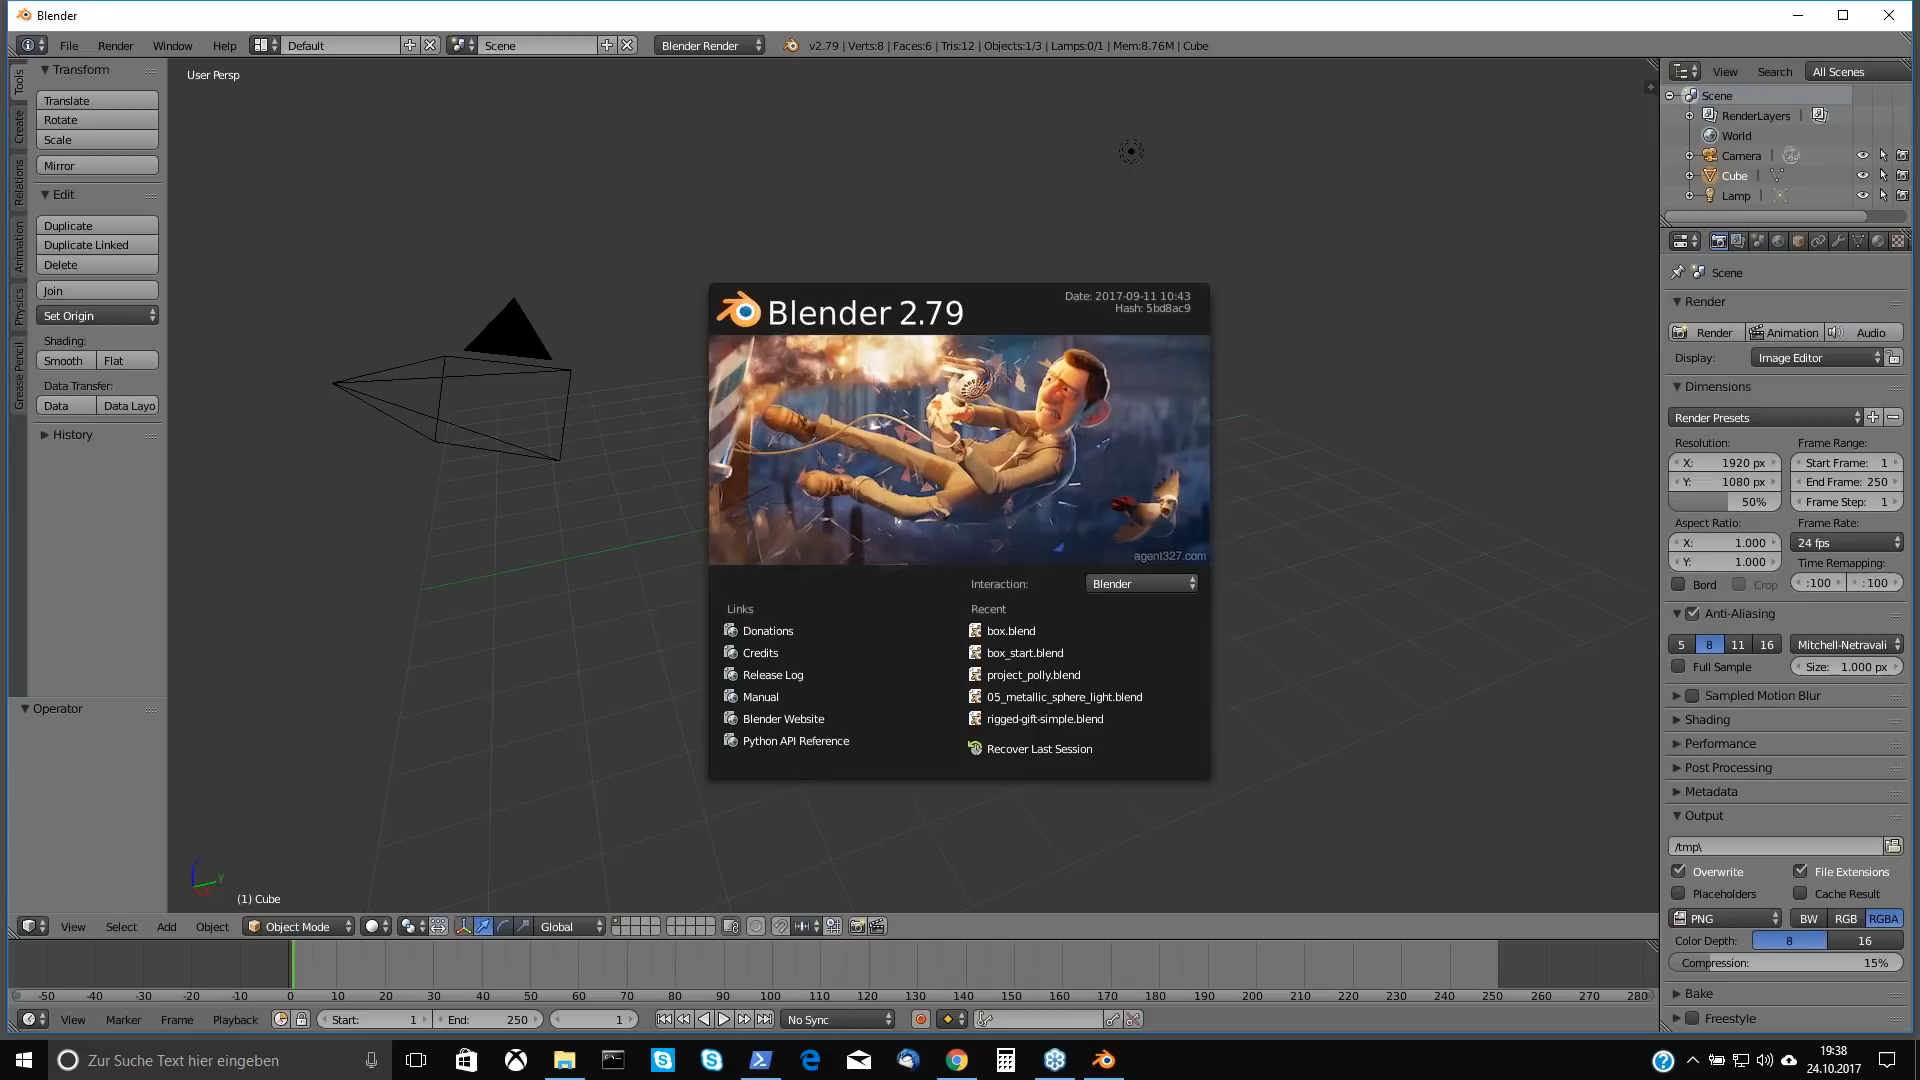 Blender
File Render Window Help Default Scene Blender Render v2.79 | Verts:8 | Faces:6 | Tris:12 | Objects:1/3 | Lamps:0/1 | Mem:8.76M | Cube
Tools
Create
Relations
Animation
Physics
Grease Pencil
Transform
Translate
Rotate
Scale
Mirror
Edit
Duplicate
Duplicate Linked
Delete
Join
Set Origin
Shading:
Smooth Flat
Data Transfer:
Data Data Layo
History
Operator
User Persp
Blender 2.79
Date: 2017-09-11 10:43
Hash: 5bd8ac9
agent327.com
Interaction: Blender
Links
Donations
Credits
Release Log
Manual
Blender Website
Python API Reference
Recent
box.blend
box_start.blend
project_polly.blend
05_metallic_sphere_light.blend
rigged-gift-simple.blend
Recover Last Session
y
(1) Cube
View Select Add Object Object Mode Global
-50 -40 -30 -20 -10 0 10 20 30 40 50 60 70 80 90 100 110 120 130 140 150 160 170 180 190 200 210 220 230 240 250 260 270 280
View Marker Frame Playback Start: 1 End: 250 1 No Sync
View Search All Scenes
Scene
RenderLayers
World
Camera
Cube
Lamp
Scene
Render
Render Animation Audio
Display: Image Editor
Dimensions
Render Presets
Resolution: Frame Range:
X: 1920 px Start Frame: 1
Y: 1080 px End Frame: 250
50% Frame Step: 1
Aspect Ratio: Frame Rate:
X: 1.000 24 fps
Y: 1.000 Time Remapping:
Bord Crop :100 :100
Anti-Aliasing
5 8 11 16 Mitchell-Netravali
Full Sample Size: 1.000 px
Sampled Motion Blur
Shading
Performance
Post Processing
Metadata
Output
/tmp\
Overwrite File Extensions
Placeholders Cache Result
PNG BW RGB RGBA
Color Depth: 8 16
Compression: 15%
Bake
Freestyle
Zur Suche Text hier eingeben
19:38
24.10.2017